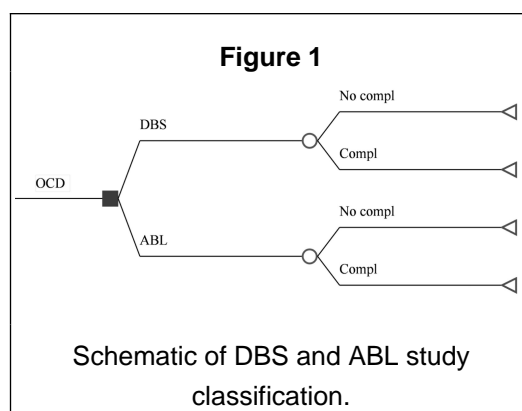 Figure 1
No compl
DBS
Compl
OCD
No compl
ABL
Compl
Schematic of DBS and ABL study
classification.